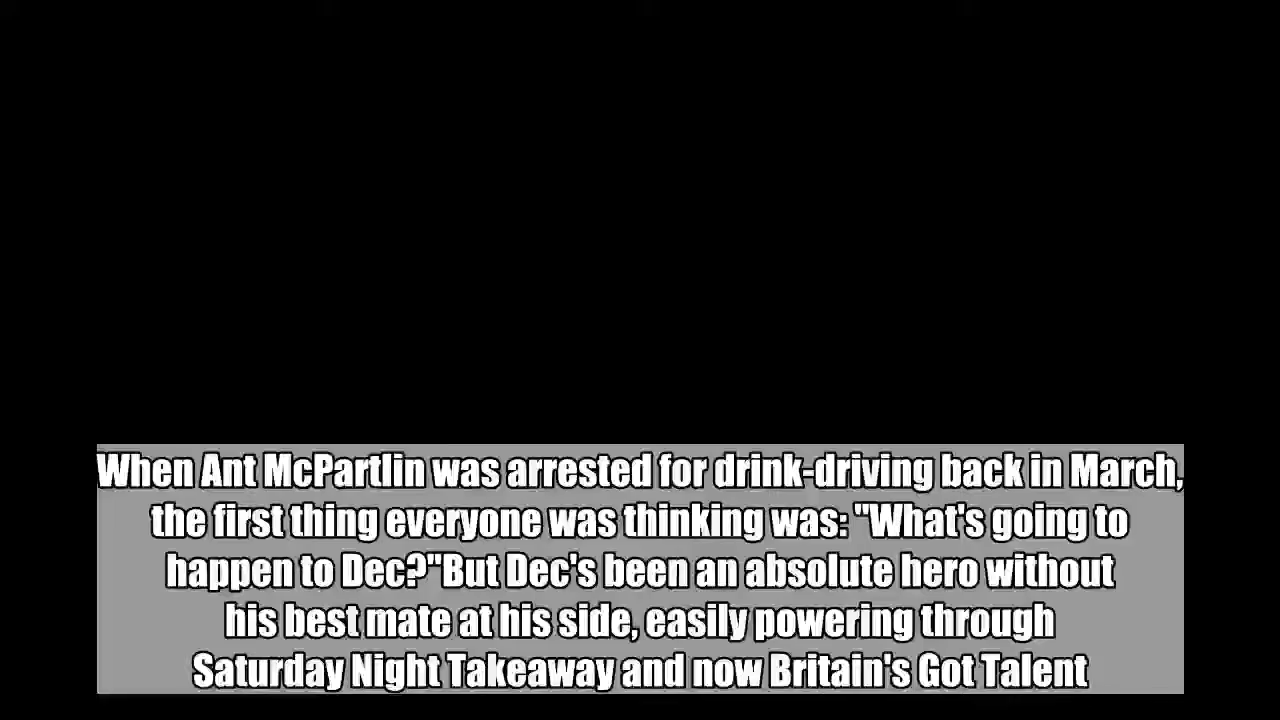 When Ant McPartlin was arrested for drink-driving back in March,
the first thing everyone was thinking was: "What's going to
happen to Dec?"But Dec's been an absolute hero without
his best mate at his side, easily powering through
Saturday Night Takeaway and now Britain's Got Talent